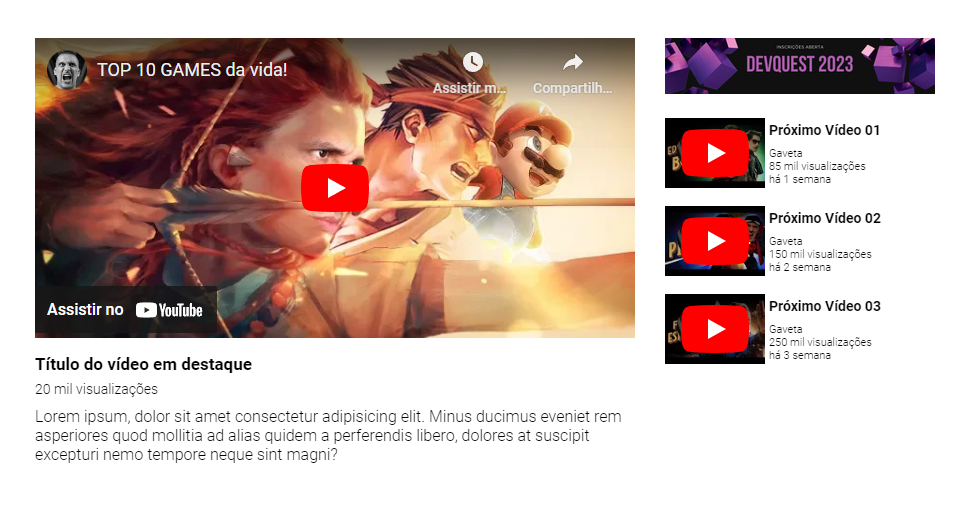 TOP 10 GAMES da vida!
Assistir m...
Compartilh...
Assistir no YouTube
Título do vídeo em destaque
20 mil visualizações
Lorem ipsum, dolor sit amet consectetur adipisicing elit. Minus ducimus eveniet rem
asperiores quod mollitia ad alias quidem a perferendis libero, dolores at suscipit
excepturi nemo tempore neque sint magni?
INSCRIÇÕES ABERTA
DEVQUEST 2023
Próximo Vídeo 01
Gaveta
85 mil visualizações
há 1 semana
Próximo Vídeo 02
Gaveta
150 mil visualizações
há 2 semana
Próximo Vídeo 03
Gaveta
250 mil visualizações
há 3 semana